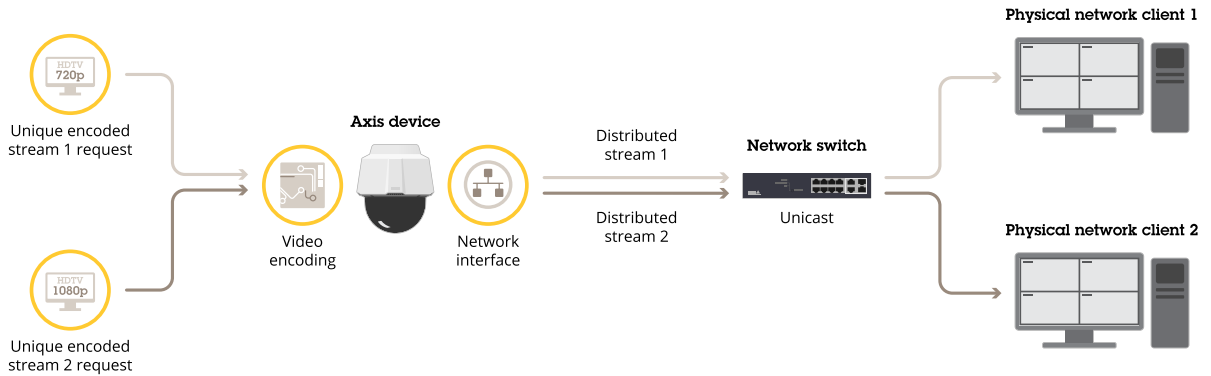 HDTV
720p
Unique encoded
stream 1 request
HDTV
1080p
Unique encoded
stream 2 request
Axis device
Video
encoding
Network
interface
Distributed
stream 1
Distributed
stream 2
Network switch
Unicast
Physical network client 1
Physical network client 2